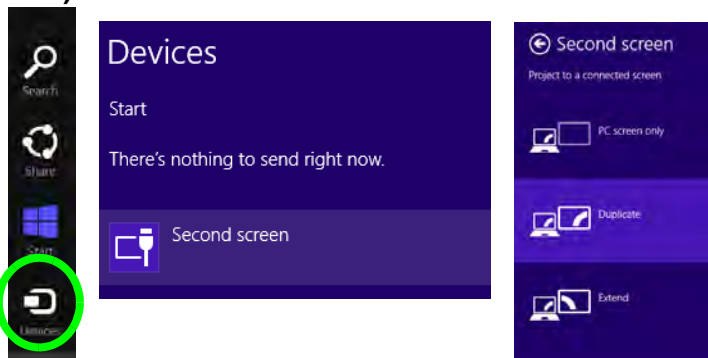 Search
Share
Start
Devices
Devices
Start
There's nothing to send right now.
Second screen
Second screen
Project to a connected screen
PC screen only
Duplicate
Extend